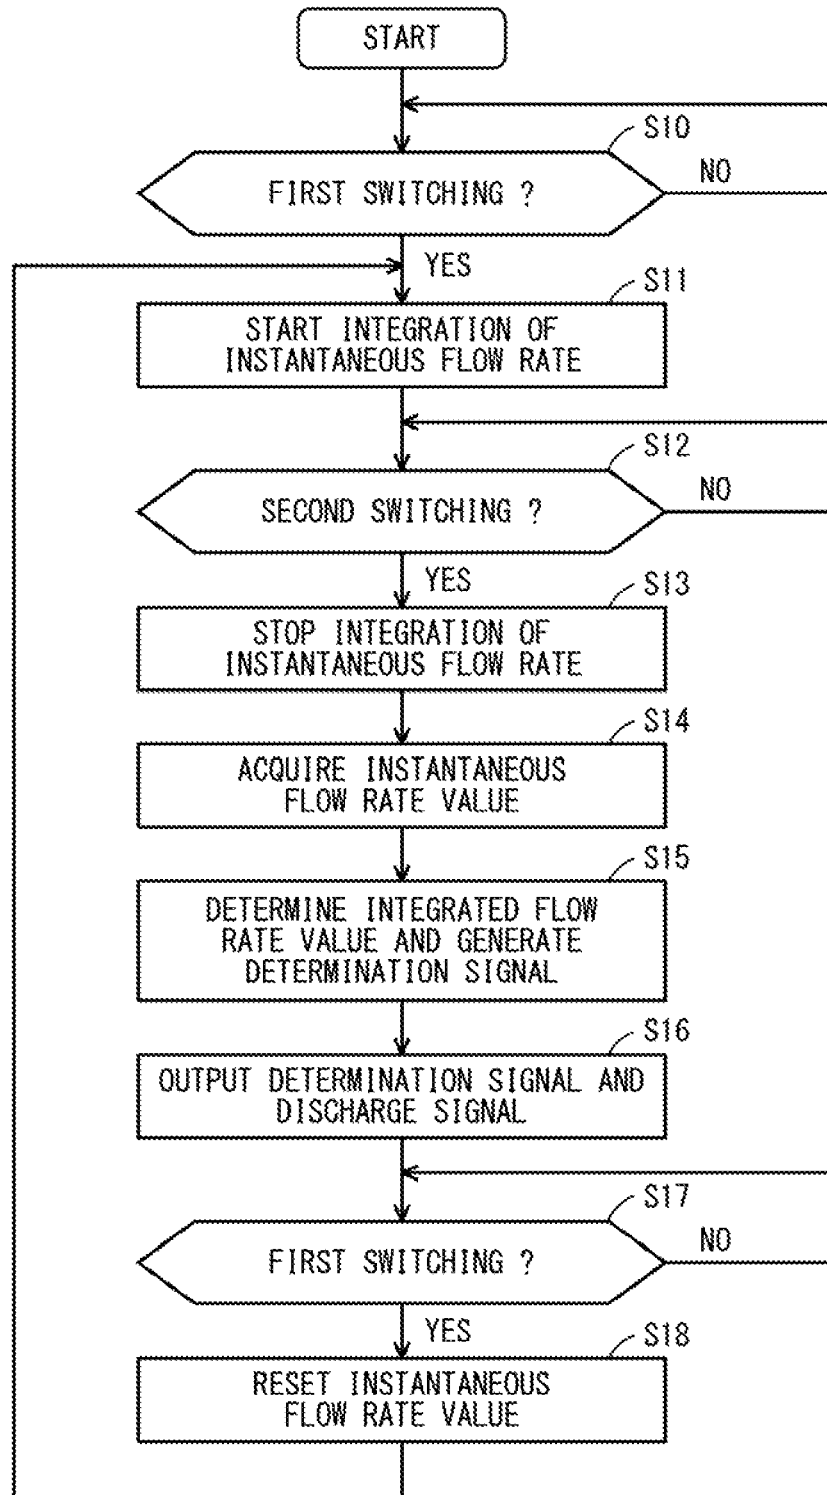 START
S10
FIRST SWITCHING ?
NO
YES
S11
START INTEGRATION OF
INSTANTANEOUS FLOW RATE
S12
SECOND SWITCHING ?
NO
YES
S13
STOP INTEGRATION OF
INSTANTANEOUS FLOW RATE
S14
ACQUIRE INSTANTANEOUS
FLOW RATE VALUE
S15
DETERMINE INTEGRATED FLOW
RATE VALUE AND GENERATE
DETERMINATION SIGNAL
S16
OUTPUT DETERMINATION SIGNAL AND
DISCHARGE SIGNAL
S17
FIRST SWITCHING ?
NO
YES
S18
RESET INSTANTANEOUS
FLOW RATE VALUE